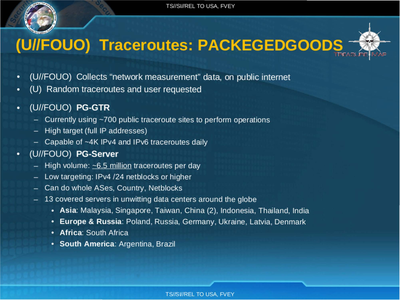 TS//SI//REL TO USA, FVEY
(U//FOUO) Traceroutes: PACKEGEDGOODS
• (U//FOUO) Collects “network measurement” data, on public internet
• (U) Random traceroutes and user requested
• (U//FOUO) PG-GTR
– Currently using ~700 public traceroute sites to perform operations
– High target (full IP addresses)
– Capable of ~4K IPv4 and IPv6 traceroutes daily
• (U//FOUO) PG-Server
– High volume: ~6.5 million traceroutes per day
– Low targeting: IPv4 /24 netblocks or higher
– Can do whole ASes, Country, Netblocks
– 13 covered servers in unwitting data centers around the globe
• Asia: Malaysia, Singapore, Taiwan, China (2), Indonesia, Thailand, India
• Europe & Russia: Poland, Russia, Germany, Ukraine, Latvia, Denmark
• Africa: South Africa
• South America: Argentina, Brazil
TS//SI//REL TO USA, FVEY